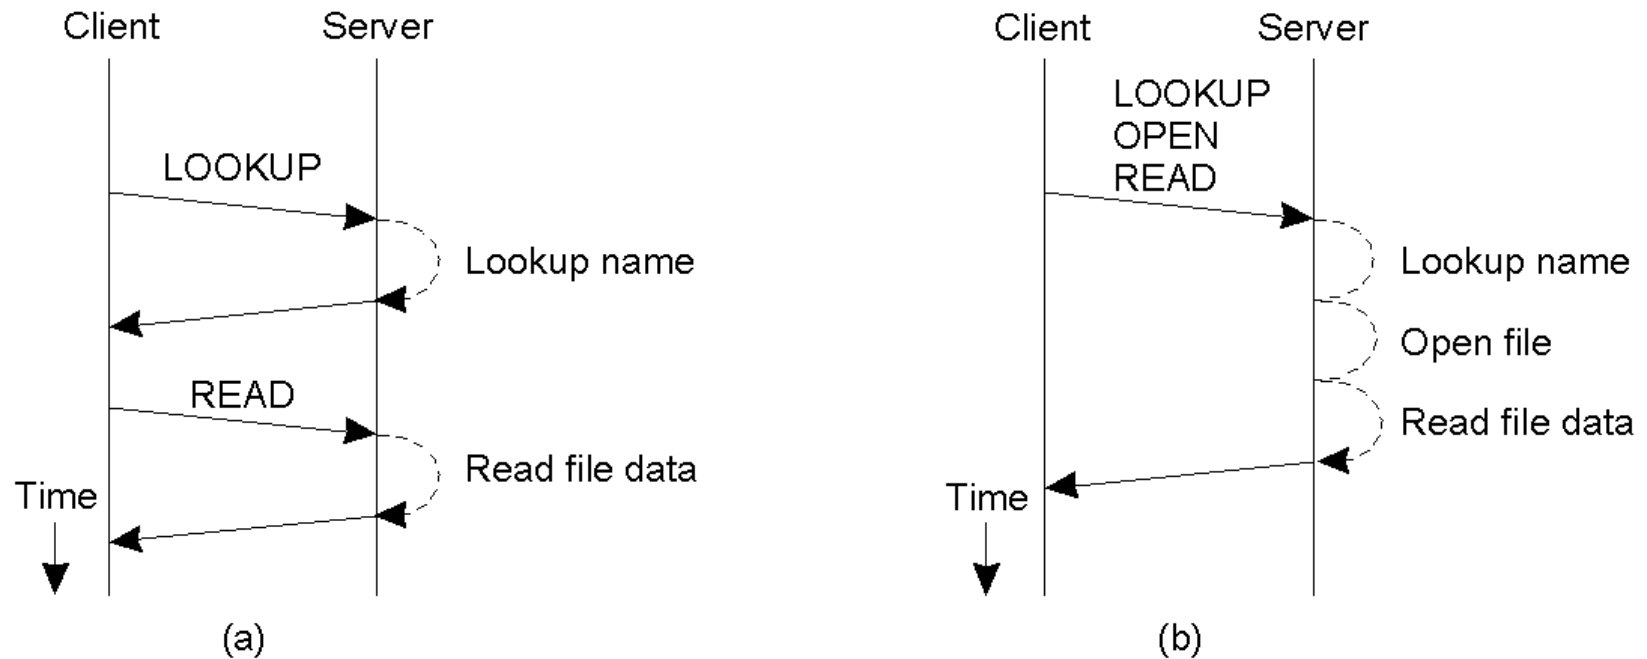 Client
Server
LOOKUP
Lookup name
READ
Read file data
Time
(a)
Client
Server
LOOKUP
OPEN
READ
Lookup name
Open file
Read file data
Time
(b)